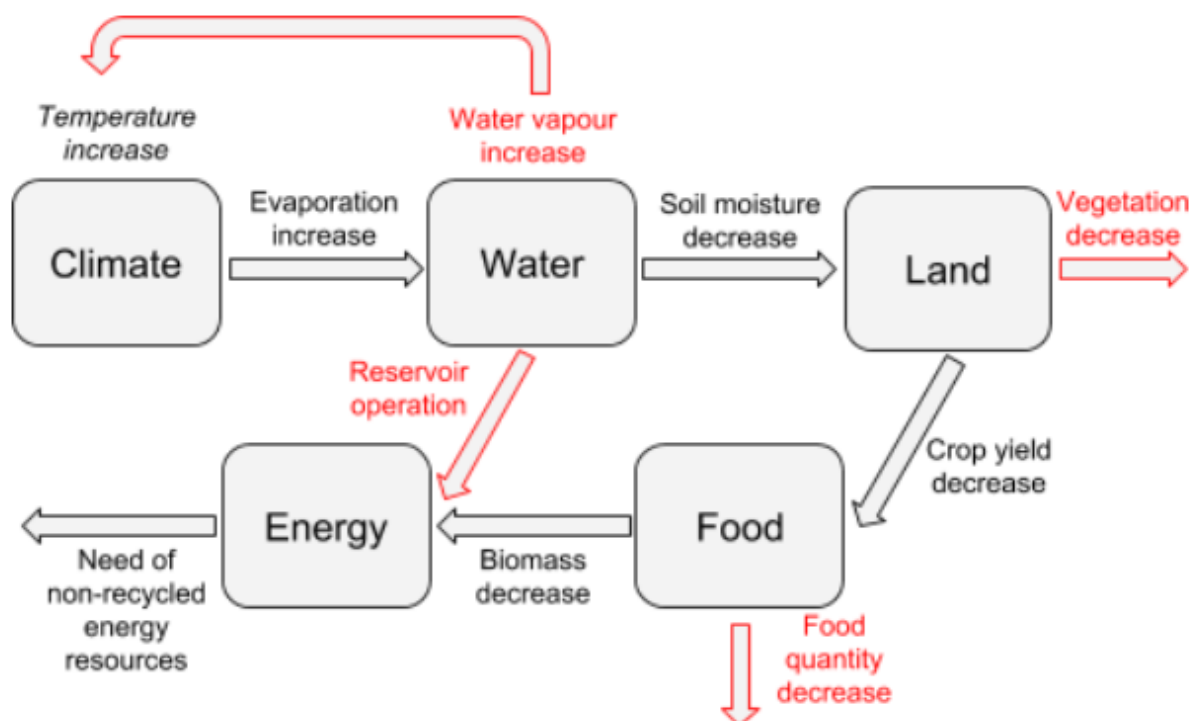 Temperature
increase
Water vapour
increase
Climate
Evaporation
increase
Water
Soil moisture
decrease
Land
Vegetation
decrease
Reservoir
operation
Crop yield
decrease
Energy
Food
Biomass
decrease
Need of
non-recycled
energy
resources
Food
quantity
decrease